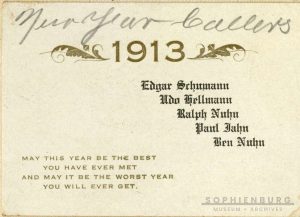 New Year Callers
1913
Edgar Schumann
Udo Hellmann
Ralph Nuhn
Paul Jahn
Ben Nuhn
MAY THIS YEAR BE THE BEST
YOU HAVE EVER MET
AND MAY IT BE THE WORST YEAR
YOU WILL EVER GET.
SOPHIENBURG
MUSEUM • ARCHIVES